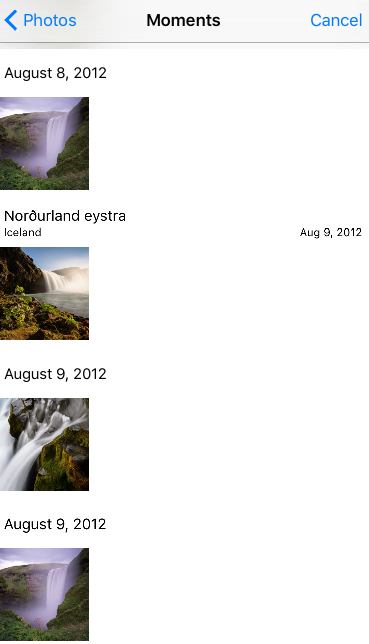 Photos Moments Cancel
August 8, 2012
Norðurland eystra
Iceland Aug 9, 2012
August 9, 2012
August 9, 2012